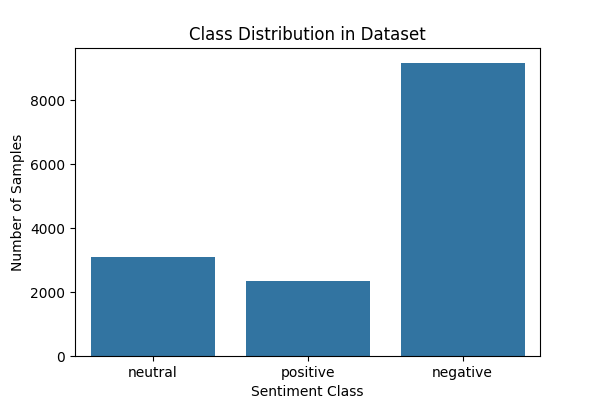 Class Distribution in Dataset
Number of Samples
8000
6000
4000
2000
0
neutral positive negative
Sentiment Class